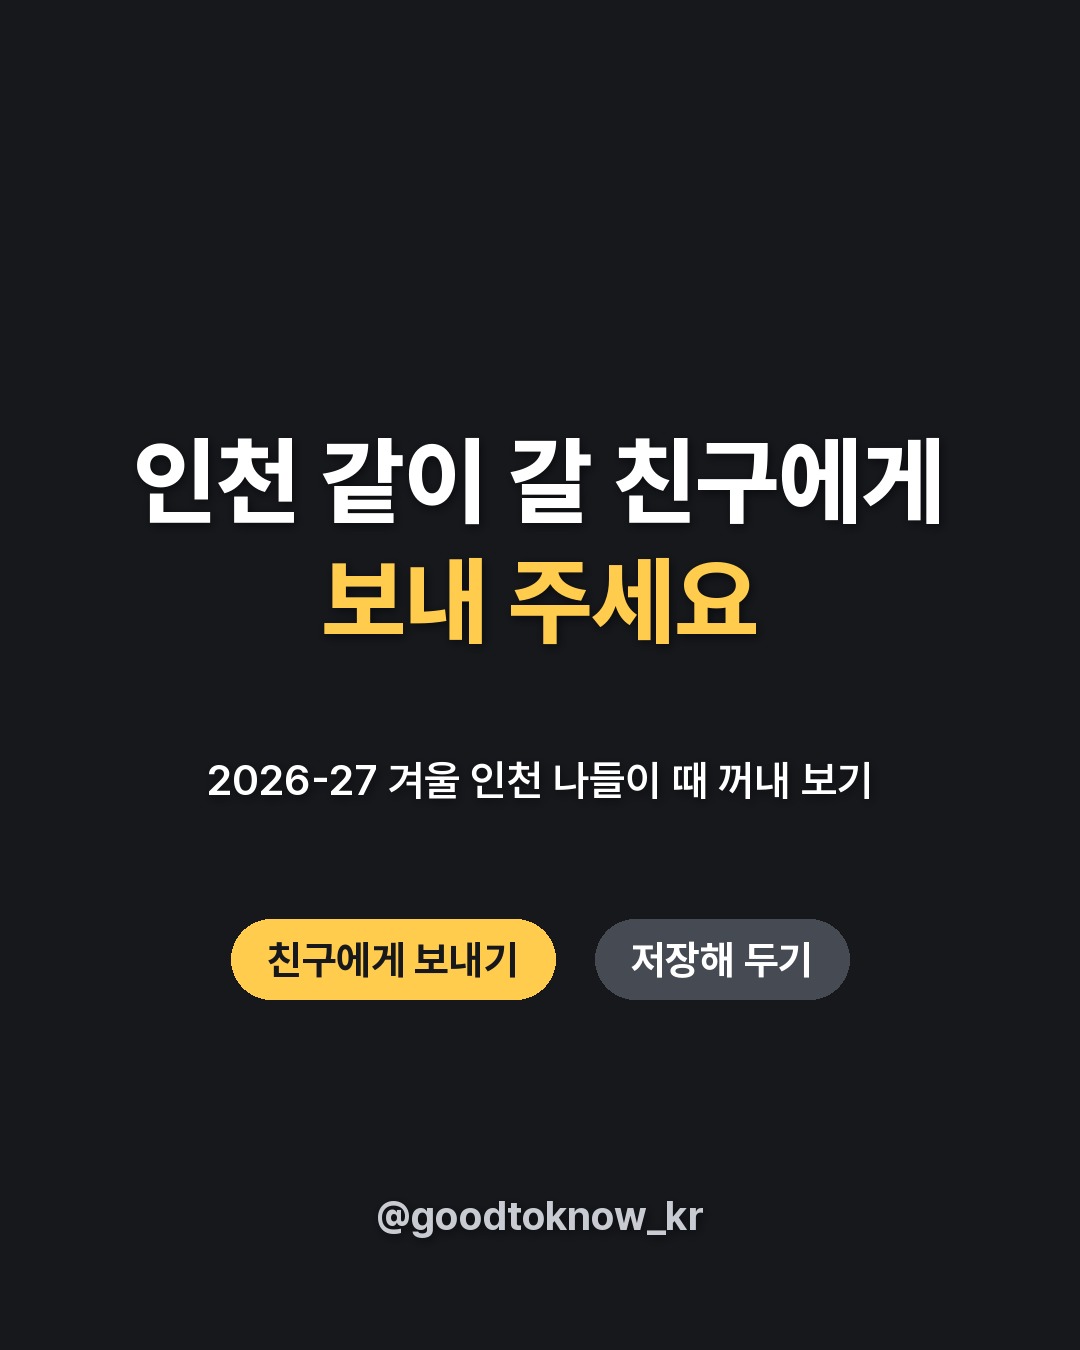 인천 같이 갈 친구에게
보내 주세요
2026-27 겨울 인천 나들이 때 꺼내 보기
친구에게 보내기
저장해 두기
@goodtoknow_kr